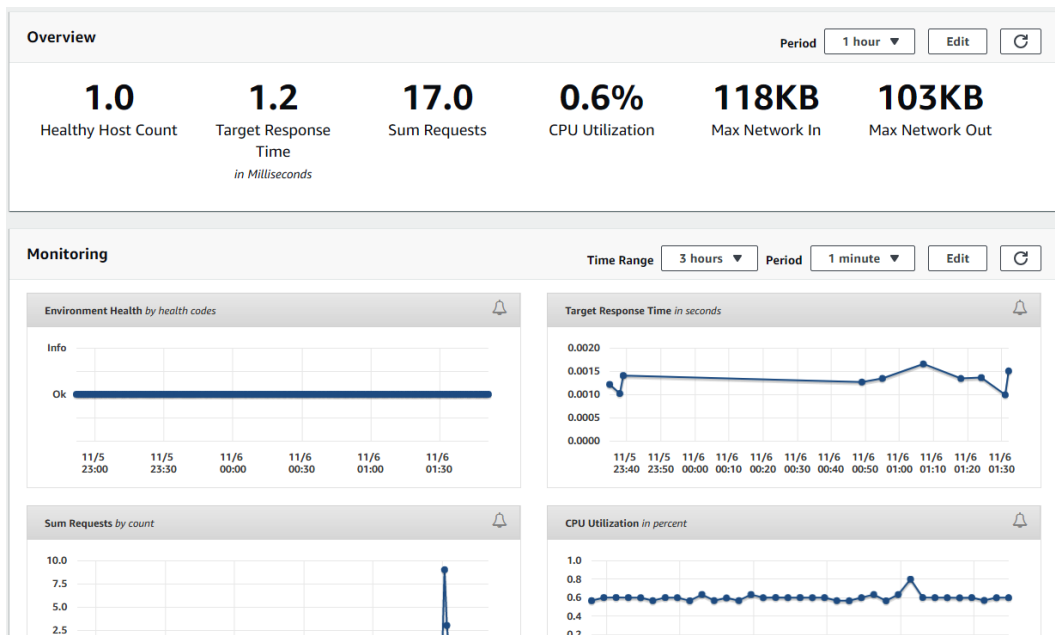 Overview
Period 1 hour ▼ Edit
1.0 1.2 17.0 0.6% 118KB 103KB
Healthy Host Count Target Response Sum Requests CPU Utilization Max Network In Max Network Out
Time
in Milliseconds
Monitoring
Time Range 3 hours ▼ Period 1 minute ▼ Edit
Environment Health by health codes
Info
Ok
11/5 11/5 11/6 11/6 11/6 11/6
23:00 23:30 00:00 00:30 01:00 01:30
Target Response Time in seconds
0.0020
0.0015
0.0010
0.0005
0.0000
11/5 11/5 11/6 11/6 11/6 11/6 11/6 11/6 11/6 11/6 11/6 11/6
23:40 23:50 00:00 00:10 00:20 00:30 00:40 00:50 01:00 01:10 01:20 01:30
Sum Requests by count
10.0
7.5
5.0
2.5
CPU Utilization in percent
1.0
0.8
0.6
0.4
0.2